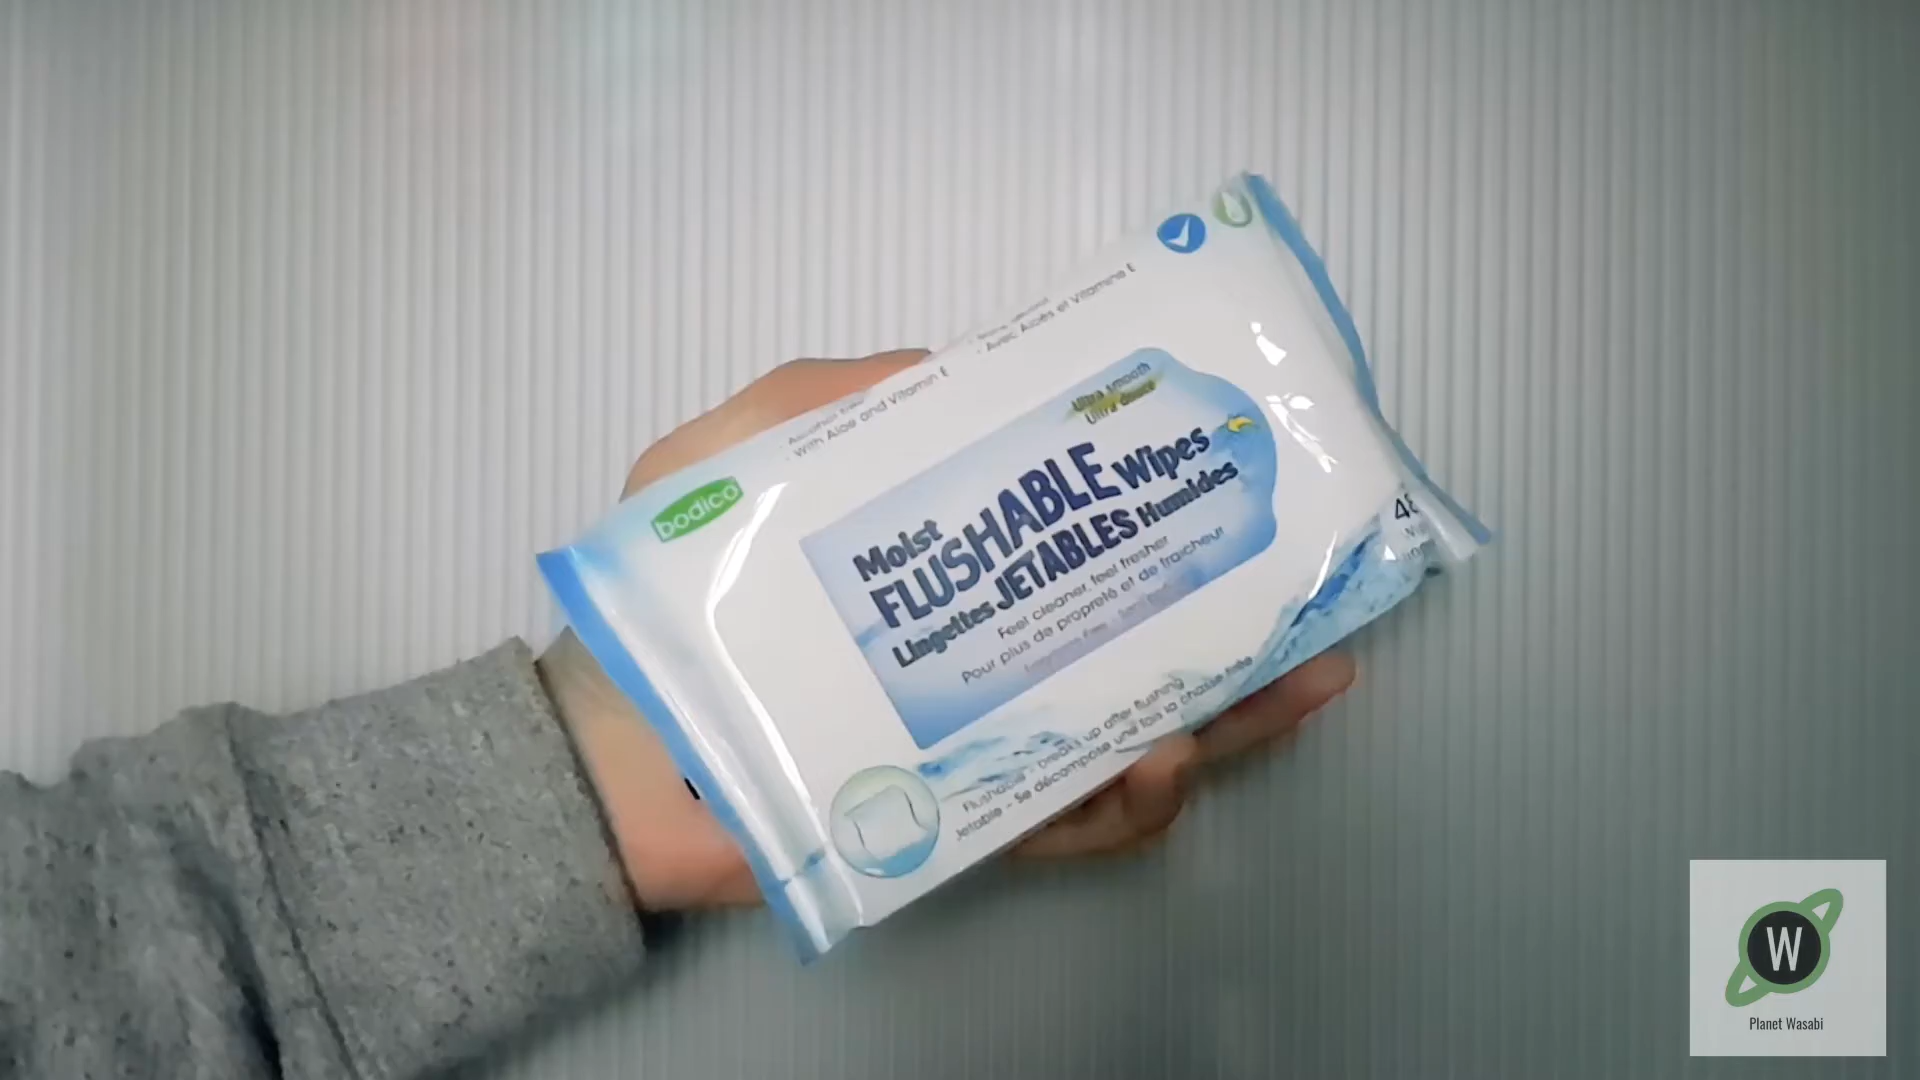 bodico
Alcohol free
With Aloe and Vitamin E
Avec Aloès et Vitamine E
Ultra smooth
Ultra douce
Moist
FLUSHABLE Wipes
Lingettes JETABLES Humides
Feel cleaner, feel fresher
Pour plus de propreté et de fraîcheur!
Flushable - breaks up after flushing
Jetable - Se décompose une fois la chasse tirée
48
W
Planet Wasabi